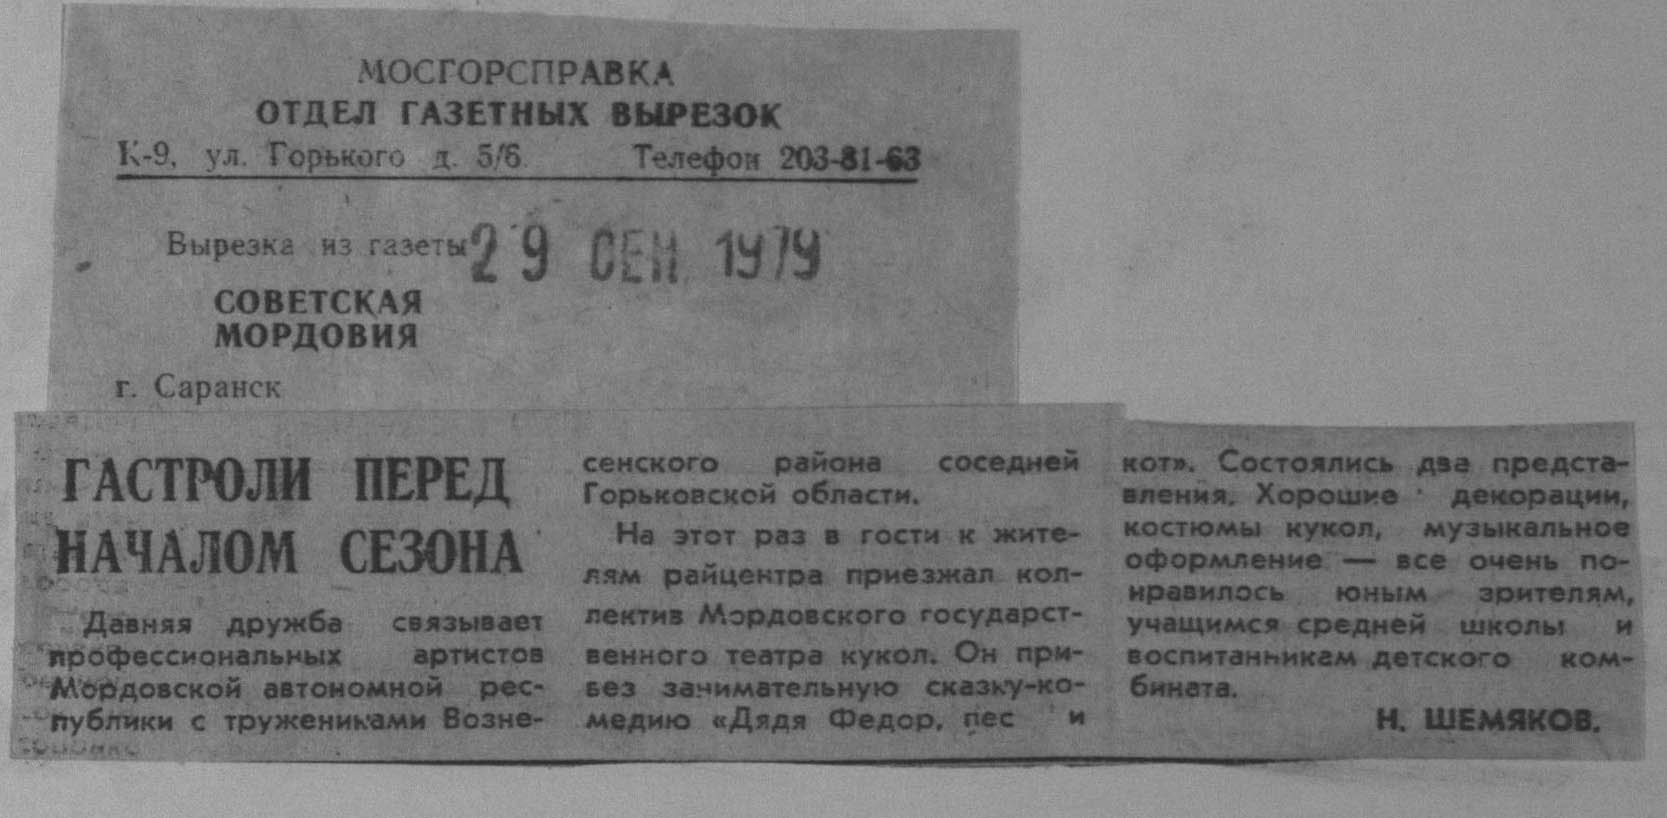 МОСГОРСПРАВКА
ОТДЕЛ ГАЗЕТНЫХ ВЫРЕЗОК
К-9, ул. Горького д. 5/6. Телефон 203-81-63
Вырезка из газеты 29 СЕН 1979
СОВЕТСКАЯ
МОРДОВИЯ
г. Саранск
ГАСТРОЛИ ПЕРЕД
НАЧАЛОМ СЕЗОНА
Давняя дружба связывает
профессиональных артистов
Мордовской автономной рес-
публики с тружениками Возне-
сенского района соседней
Горьковской области.
На этот раз в гости к жите-
лям райцентра приезжал кол-
лектив Мордовского государст-
венного театра кукол. Он при-
вез занимательную сказку-ко-
медию «Дядя Федор, пес и
кот». Состоялись два предста-
вления. Хорошие декорации,
костюмы кукол, музыкальное
оформление — все очень по-
нравилось юным зрителям,
учащимся средней школы и
воспитанникам детского ком-
бината.
Н. ШЕМЯКОВ.